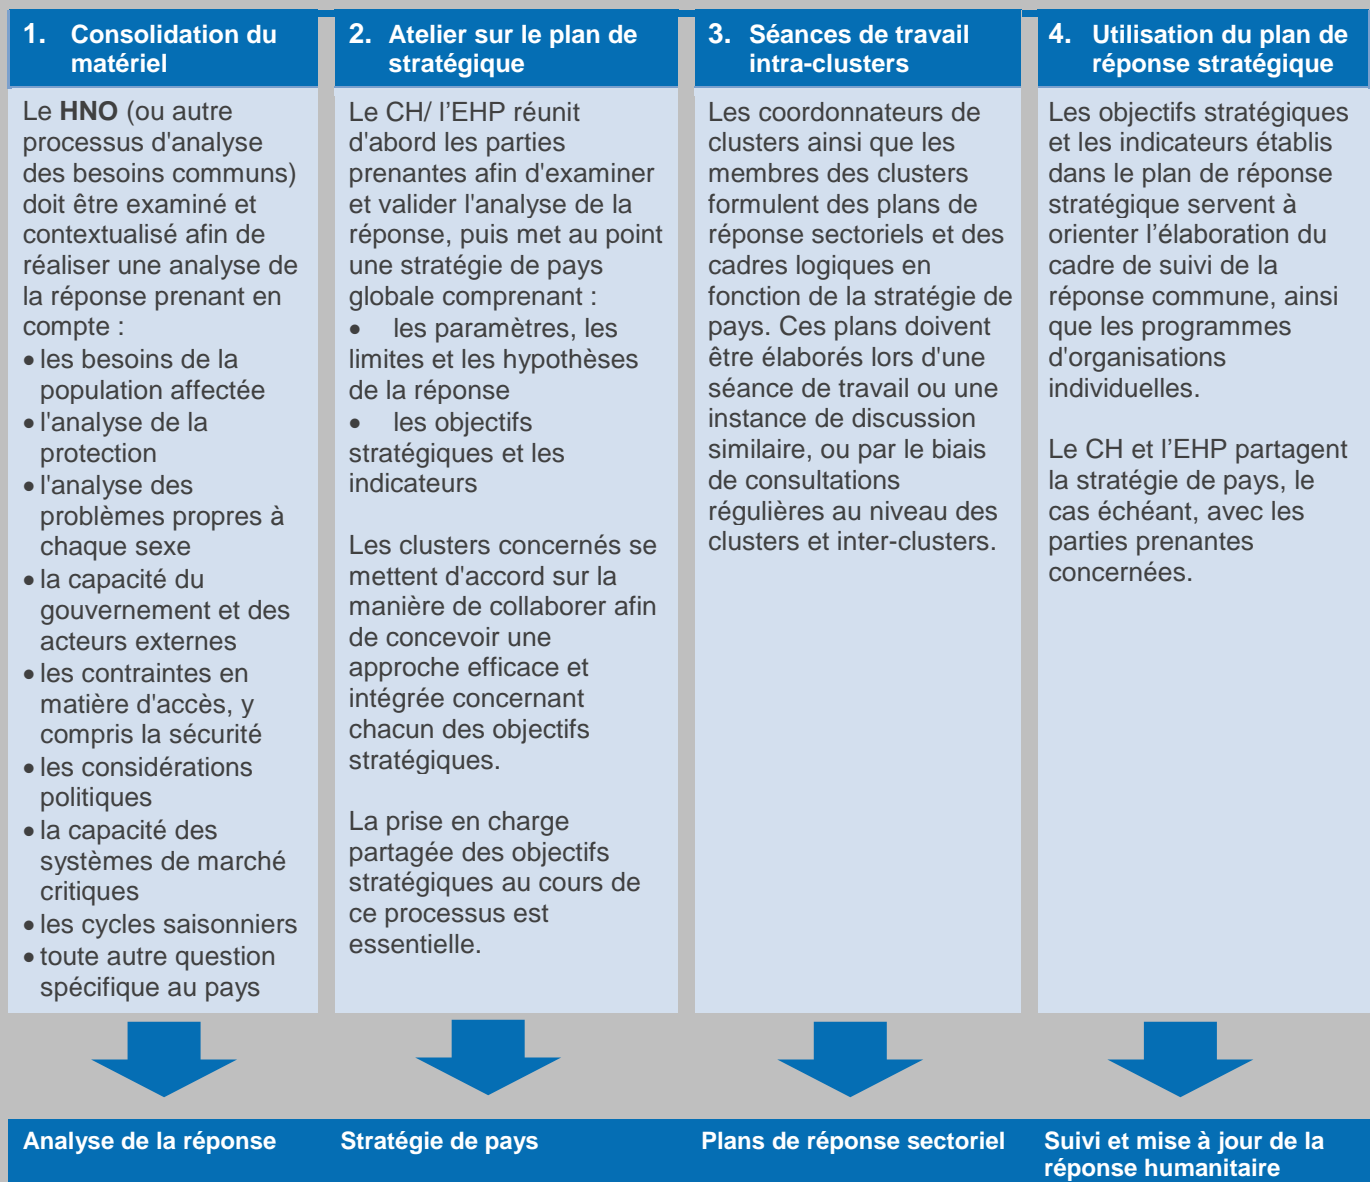 1. Consolidation du
matériel
Le HNO (ou autre
processus d'analyse
des besoins communs)
doit être examiné et
contextualisé afin de
réaliser une analyse de
la réponse prenant en
compte :
• les besoins de la
population affectée
• l'analyse de la
protection
• l'analyse des
problèmes propres à
chaque sexe
• la capacité du
gouvernement et des
acteurs externes
• les contraintes en
matière d'accès, y
compris la sécurité
• les considérations
politiques
• la capacité des
systèmes de marché
critiques
• les cycles saisonniers
• toute autre question
spécifique au pays
Analyse de la réponse
2. Atelier sur le plan de
stratégique
Le CH/ l’EHP réunit
d'abord les parties
prenantes afin d'examiner
et valider l'analyse de la
réponse, puis met au point
une stratégie de pays
globale comprenant :
• les paramètres, les
limites et les hypothèses
de la réponse
• les objectifs
stratégiques et les
indicateurs
Les clusters concernés se
mettent d'accord sur la
manière de collaborer afin
de concevoir une
approche efficace et
intégrée concernant
chacun des objectifs
stratégiques.
La prise en charge
partagée des objectifs
stratégiques au cours de
ce processus est
essentielle.
Stratégie de pays
3. Séances de travail
intra-clusters
Les coordonnateurs de
clusters ainsi que les
membres des clusters
formulent des plans de
réponse sectoriels et des
cadres logiques en
fonction de la stratégie de
pays. Ces plans doivent
être élaborés lors d'une
séance de travail ou une
instance de discussion
similaire, ou par le biais
de consultations
régulières au niveau des
clusters et inter-clusters.
Plans de réponse sectoriel
4. Utilisation du plan de
réponse stratégique
Les objectifs stratégiques
et les indicateurs établis
dans le plan de réponse
stratégique servent à
orienter l’élaboration du
cadre de suivi de la
réponse commune, ainsi
que les programmes
d'organisations
individuelles.
Le CH et l’EHP partagent
la stratégie de pays, le
cas échéant, avec les
parties prenantes
concernées.
Suivi et mise à jour de la
réponse humanitaire